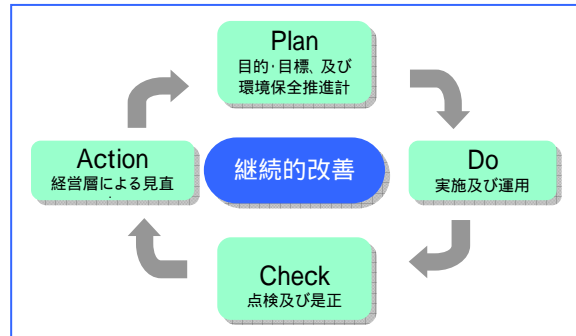 Plan
目的･目標、及び
環境保全推進計
Action
経営層による見直
継続的改善
Do
実施及び運用
Check
点検及び是正